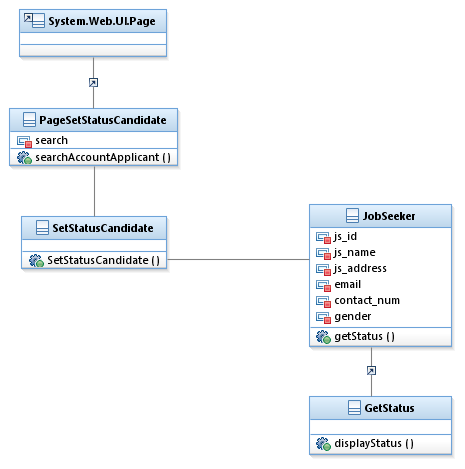 System.Web.UI.Page
PageSetStatusCandidate
search
searchAccountApplicant ( )
SetStatusCandidate
SetStatusCandidate ( )
JobSeeker
js_id
js_name
js_address
email
contact_num
gender
getStatus ( )
GetStatus
displayStatus ( )